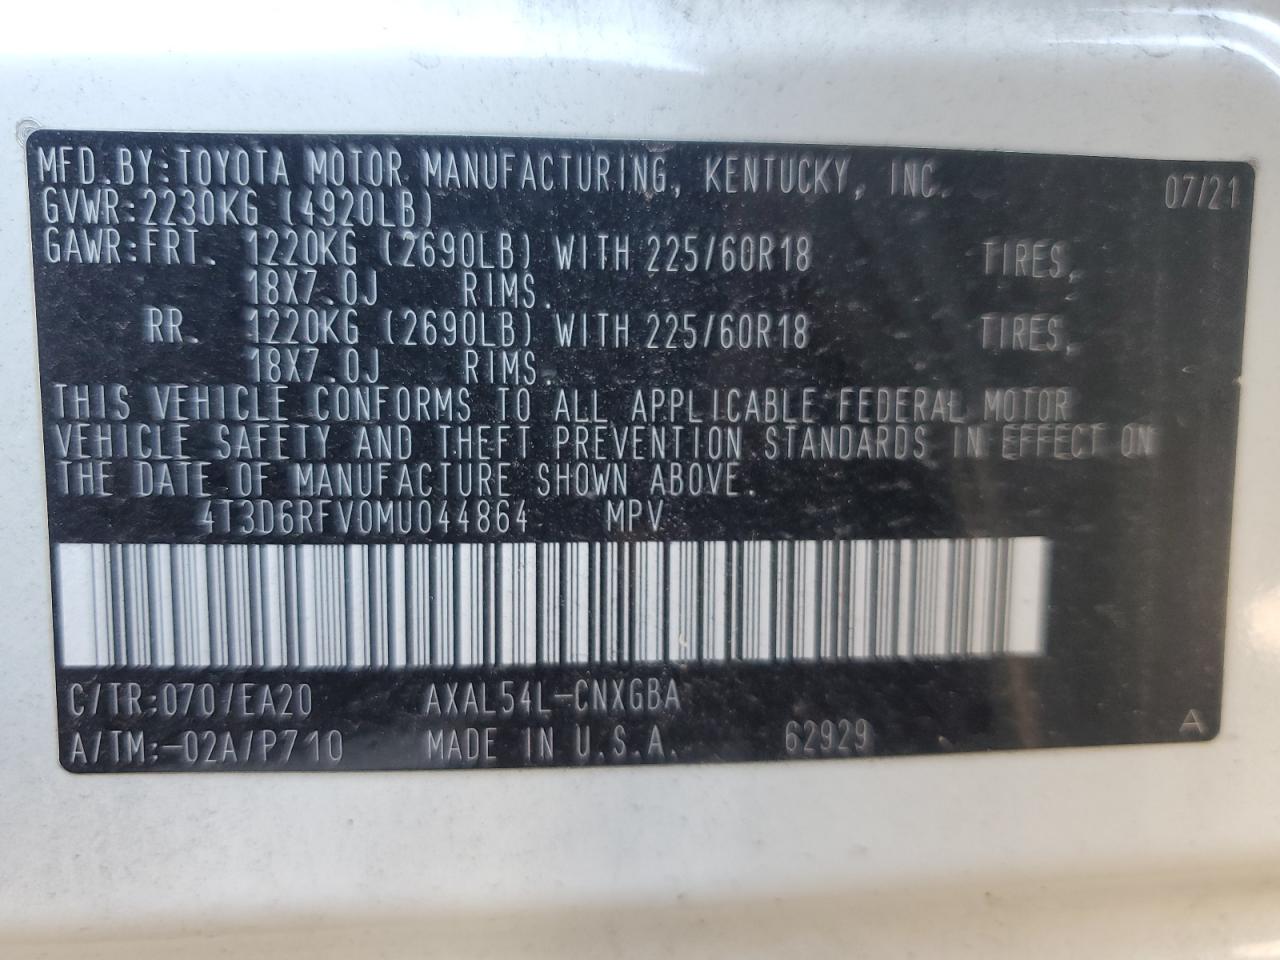 MFD.BY:TOYOTA MOTOR MANUFACTURING, KENTUCKY, INC. 07/21
GVWR:2230KG (4920LB)
GAWR:FRT. 1220KG (2690LB) WITH 225/60R18 TIRES,
18X7.0J RIMS.
RR. 1220KG (2690LB) WITH 225/60R18 TIRES,
18X7.0J RIMS.
THIS VEHICLE CONFORMS TO ALL APPLICABLE FEDERAL MOTOR
VEHICLE SAFETY AND THEFT PREVENTION STANDARDS IN EFFECT ON
THE DATE OF MANUFACTURE SHOWN ABOVE.
4T3D6RFV0MU044864 MPV
C/TR:070/EA20 AXAL54L-CNXGBA
A/TM:-02A/P710 MADE IN U.S.A. 62929 A